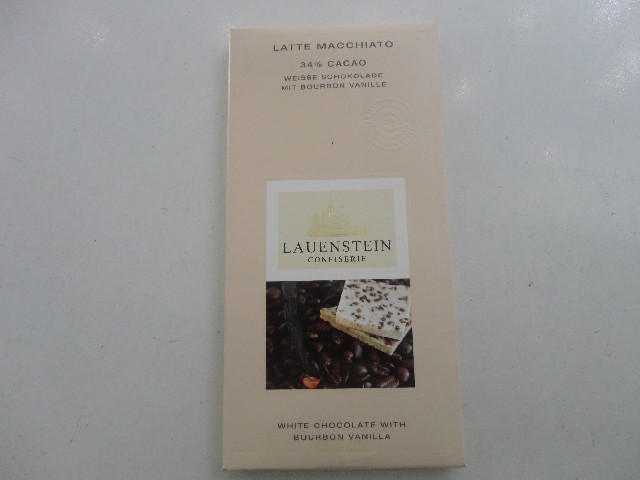 LATTE MACCHIATO
34% CACAO
WEISSE SCHOKOLADE
MIT BOURBON VANILLE
LAUENSTEIN
CONFISERIE
WHITE CHOCOLATE WITH
BOURBON VANILLA